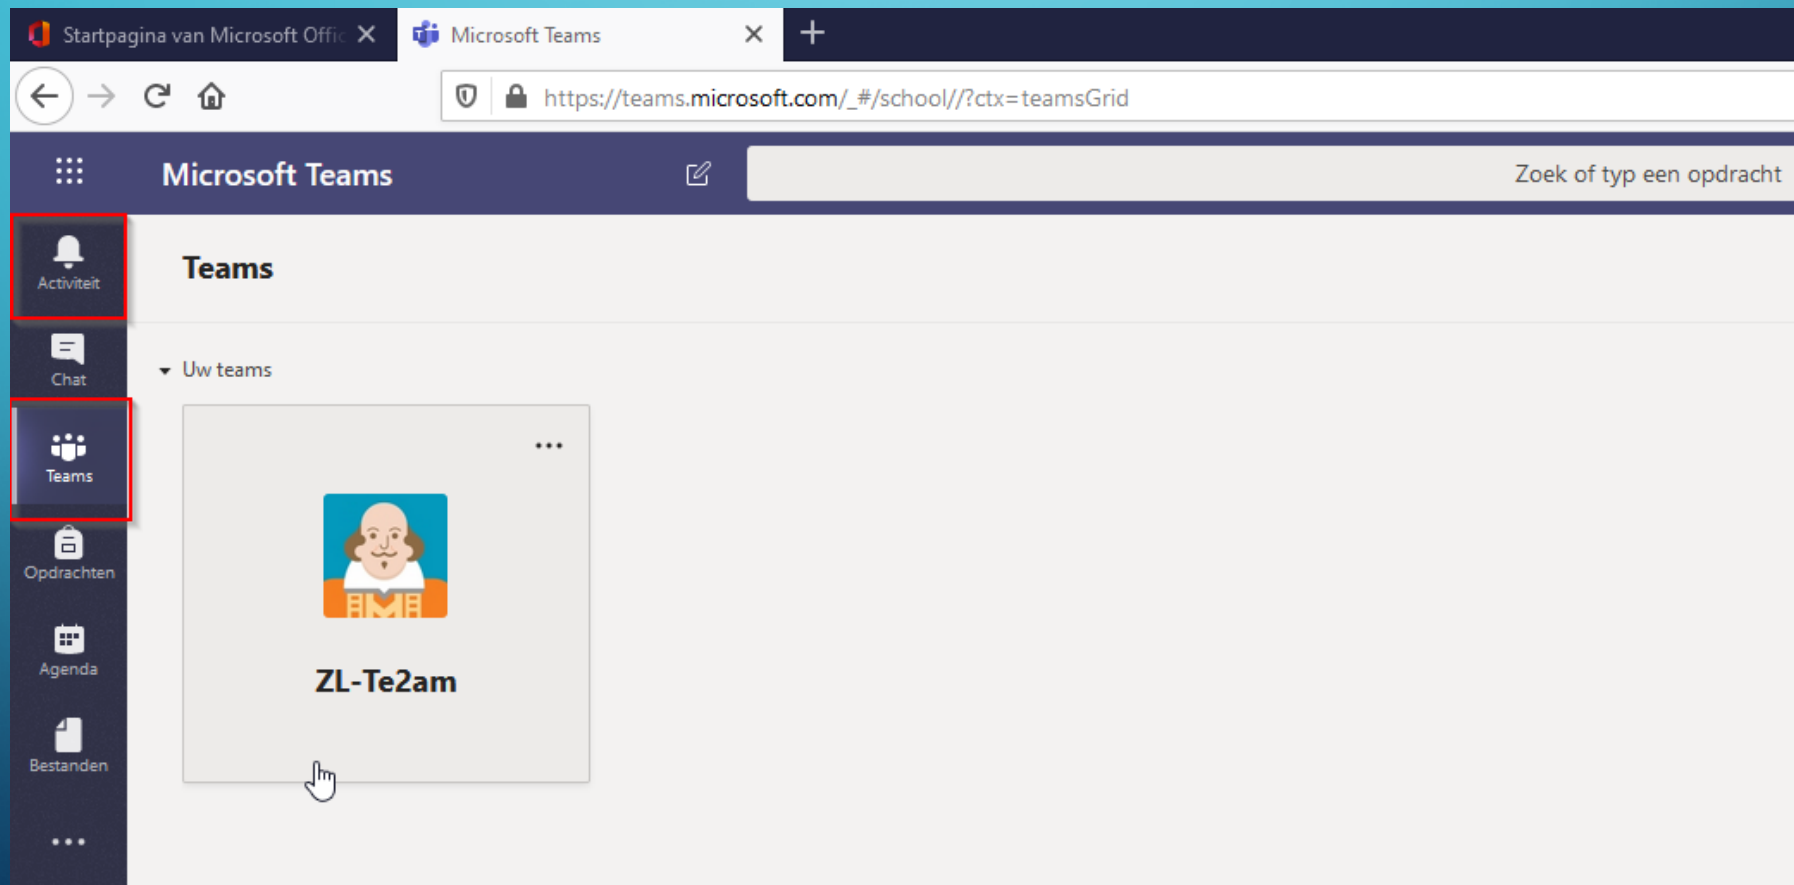 Startpagina van Microsoft Offic
Microsoft Teams
https://teams.microsoft.com/_#/school//?ctx=teamsGrid
Microsoft Teams
Zoek of typ een opdracht
Activiteit
Chat
Teams
Opdrachten
Agenda
Bestanden
Teams
Uw teams
ZL-Te2am